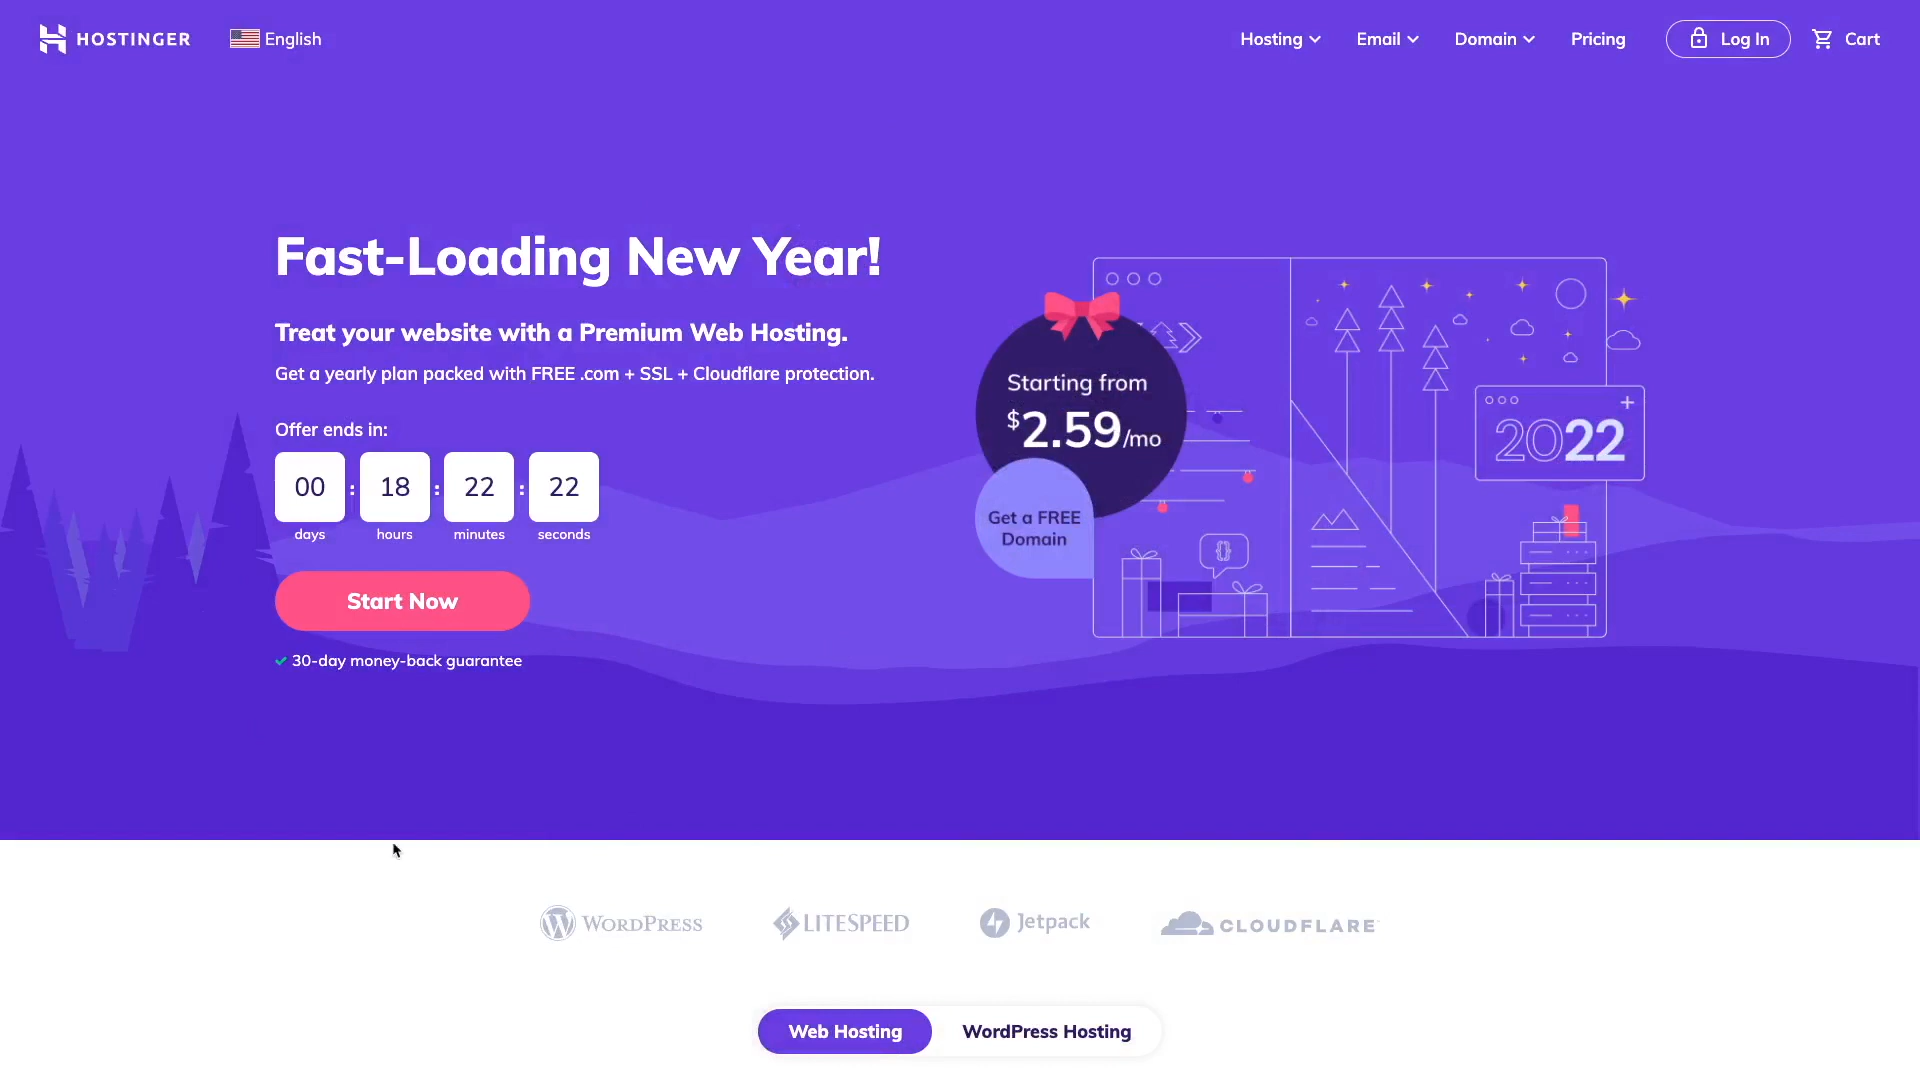 HOSTINGER
English
Hosting
Email
Domain
Pricing
Log In
Cart
Fast-Loading New Year!
Treat your website with a Premium Web Hosting.
Get a yearly plan packed with FREE .com + SSL + Cloudflare protection.
Offer ends in:
00 : 18 : 22 : 22
days hours minutes seconds
Start Now
30-day money-back guarantee
Starting from
$2.59/mo
Get a FREE
Domain
2022
WORDPRESS
LITESPEED
Jetpack
CLOUDFLARE
Web Hosting
WordPress Hosting